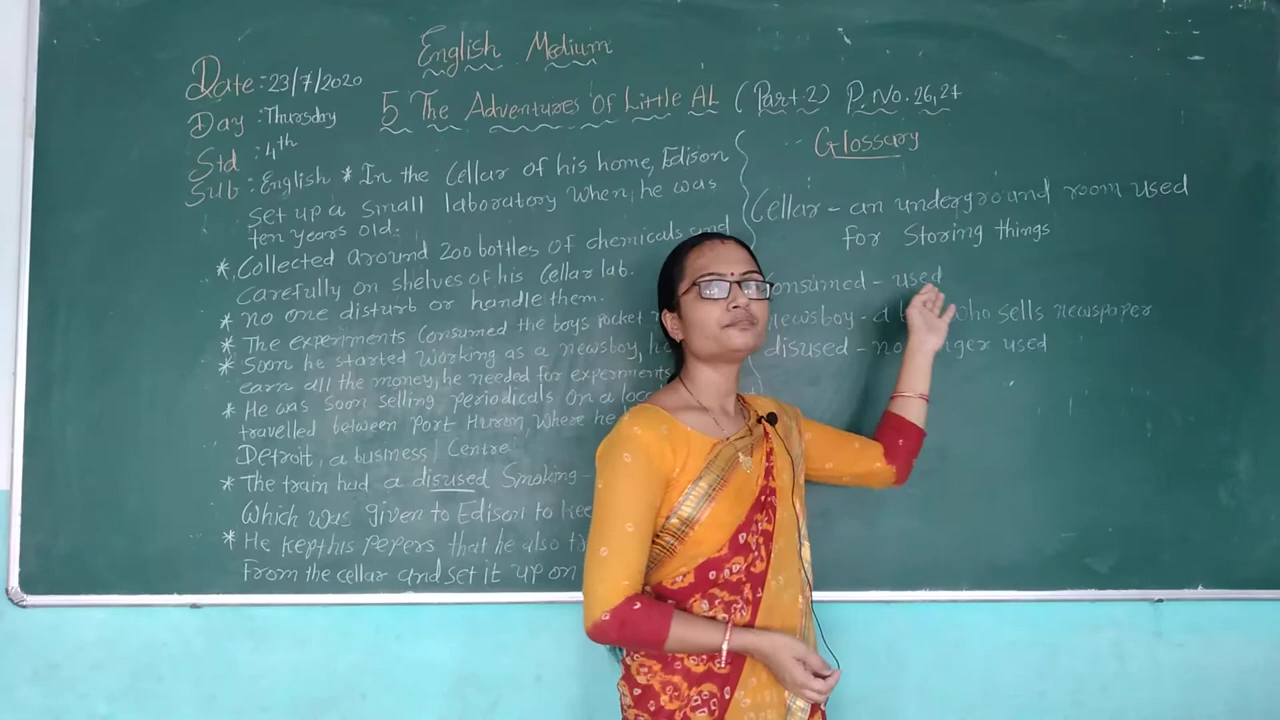 English Medium
Date : 23/7/2020
5 The Adventures Of Little AL (Part-2) P. No. 26, 27
Day : Thursday
Std : 4th
Sub : English
* In the Cellar of his home, Edison
set up a small laboratory when, he was
ten years old.
* Collected around 200 bottles of chemicals and
carefully on shelves of his Cellar lab.
* no one disturb or handle them.
* The experiments Consumed the boys pocket
* Soon he started working as a newsboy, he
earn all the money, he needed for experiments
* He was Soon selling periodicals on a
travelled between Port Huron, where he
Detroit, a business Centre
* The train had a disused Smoking -
Which was given to Edison to
* He kepthis pepers that he also
From the cellar and set it up on
Glossary
Cellar - an underground room used
for Storing things
onsumed - used
newsboy - a who sells newspaper
disused - no used